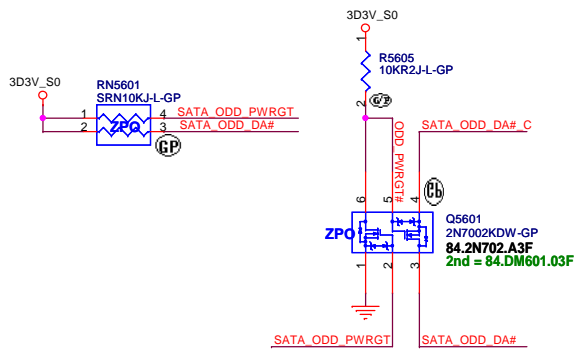 3D3V_S0
R5605
10KR2J-L-GP
1
2
G/P
3D3V_S0
RN5601
SRN10KJ-L-GP
1
2
4
3
ZPO
SATA_ODD_PWRGT
SATA_ODD_DA#
GP
ODD_PWRGT#
SATA_ODD_DA#_C
6
5
4
Q5601
2N7002KDW-GP
84.2N702.A3F
2nd = 84.DM601.03F
ZPO
1
2
3
SATA_ODD_PWRGT
SATA_ODD_DA#